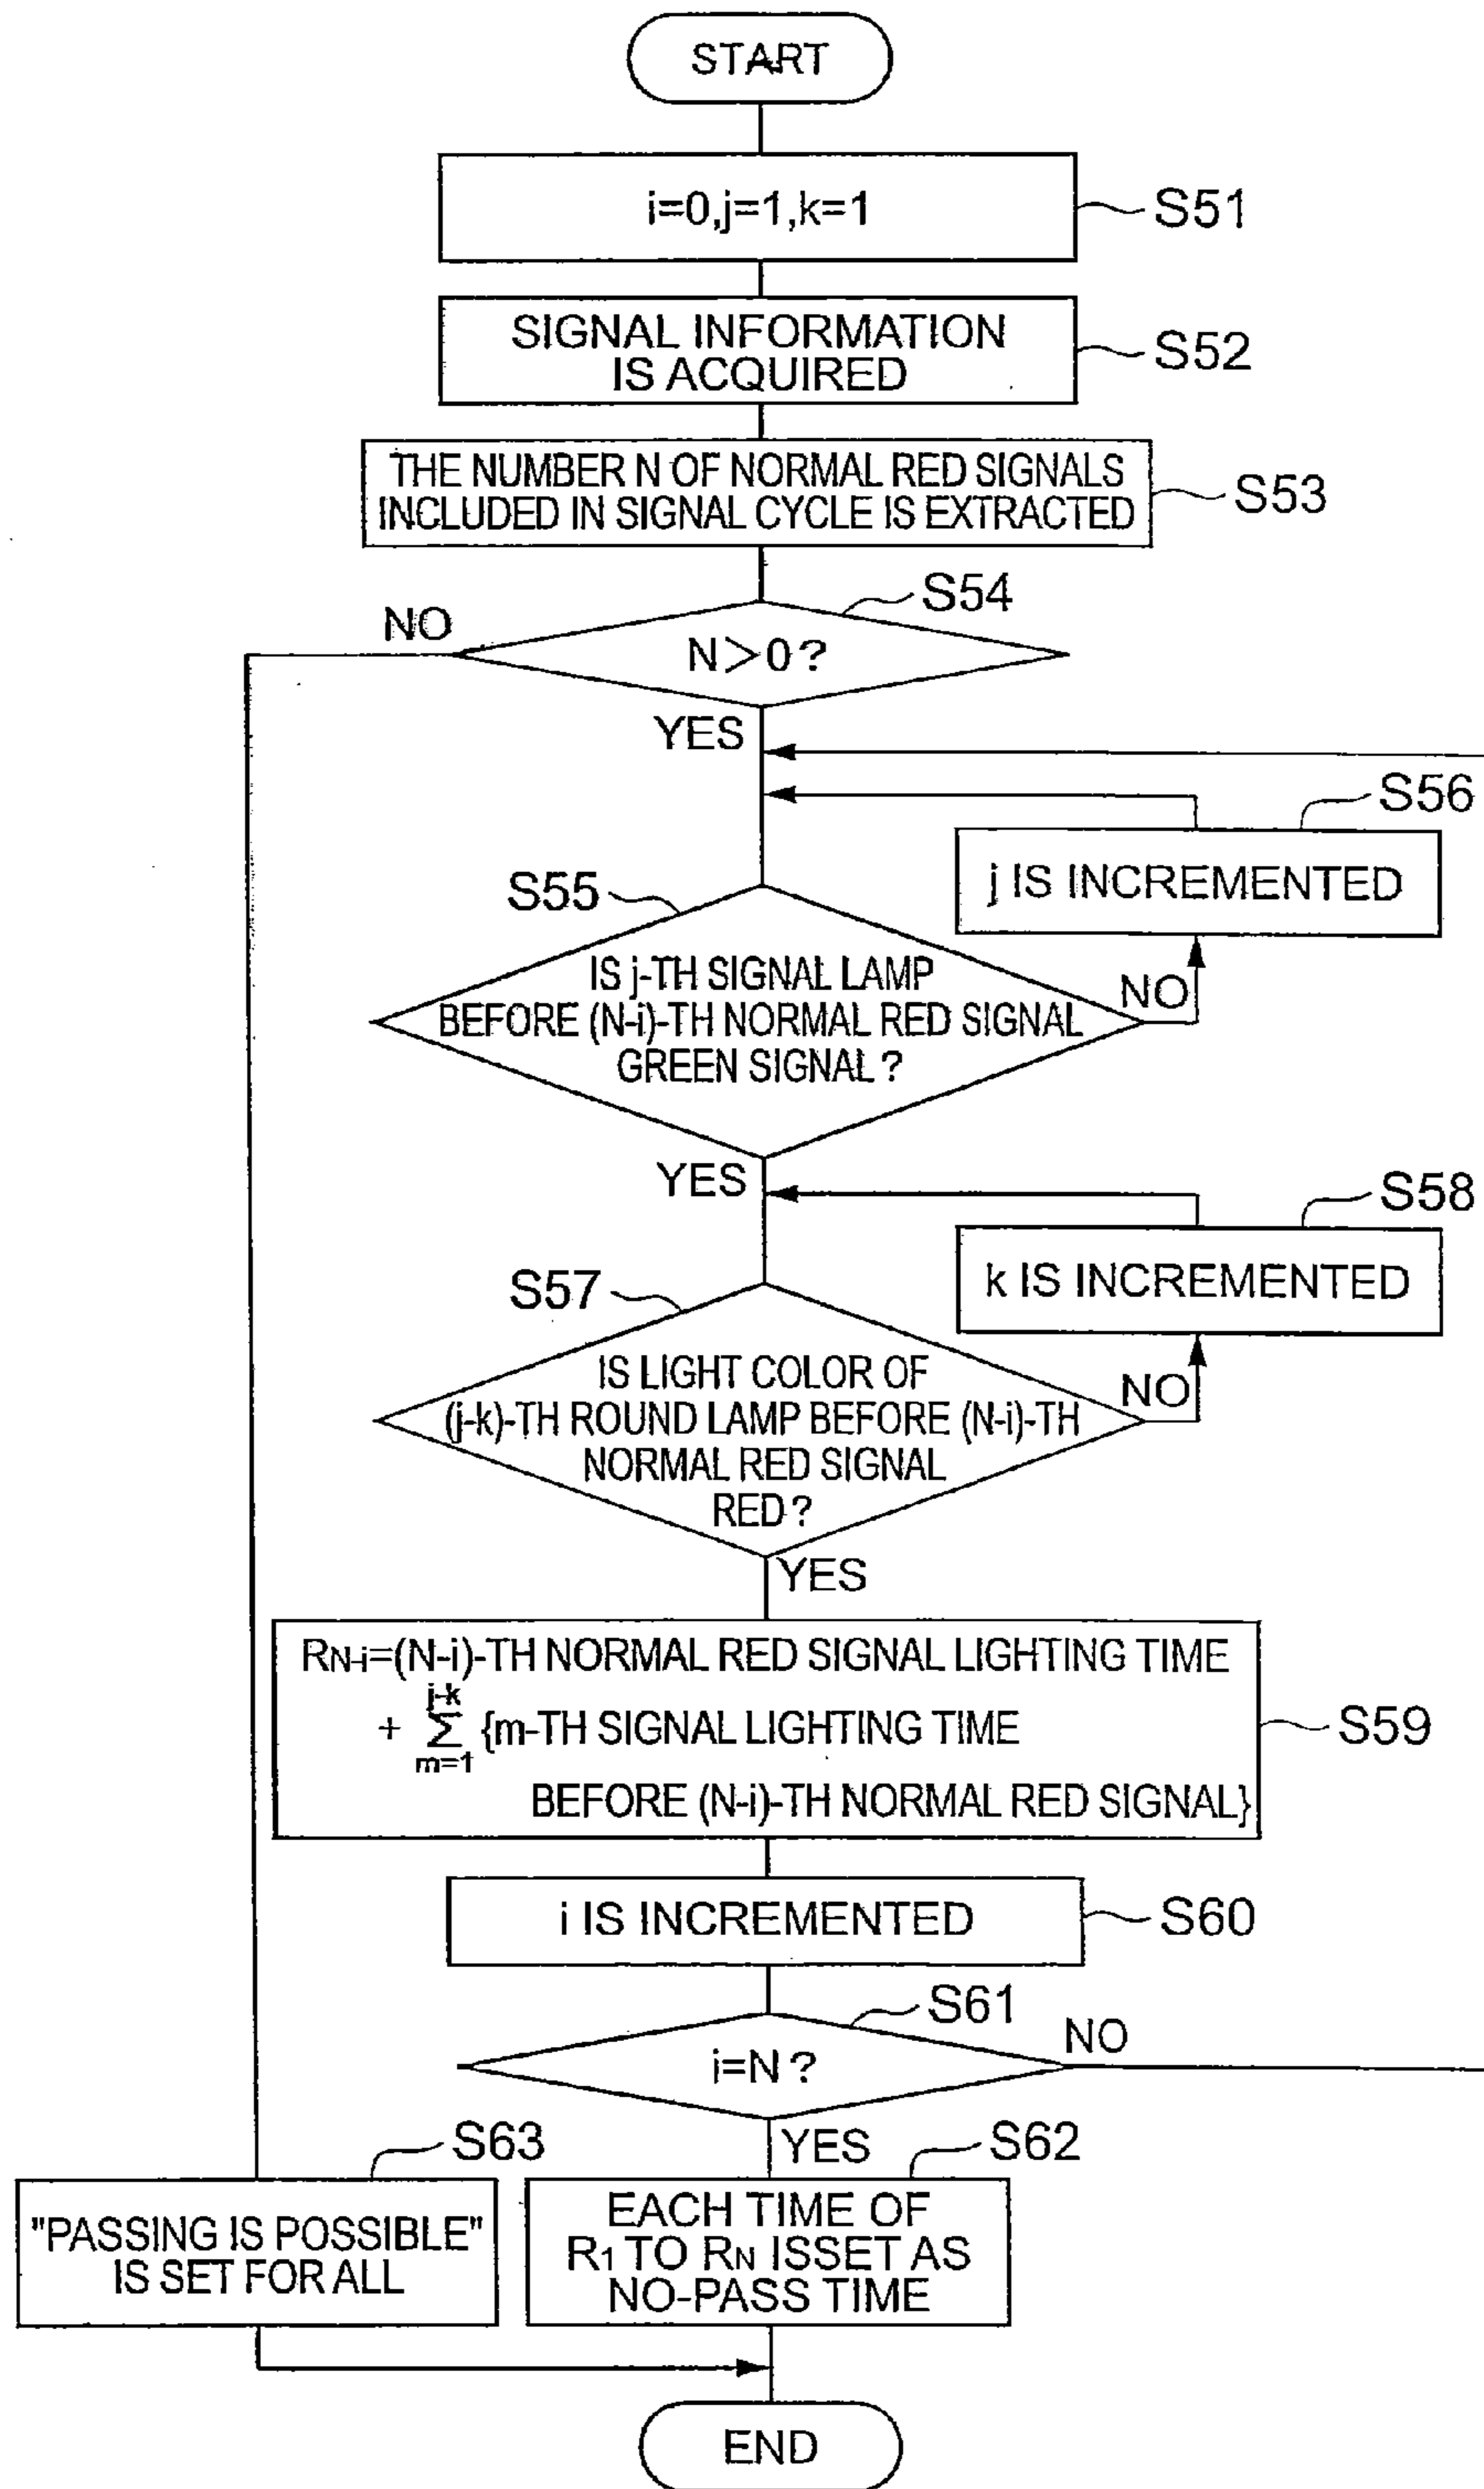 START
i=0,j=1,k=1
S51
SIGNAL INFORMATION
IS ACQUIRED
S52
THE NUMBER N OF NORMAL RED SIGNALS
INCLUDED IN SIGNAL CYCLE IS EXTRACTED
S53
S54
NO
N>0?
YES
S56
j IS INCREMENTED
S55
IS j-TH SIGNAL LAMP
BEFORE (N-i)-TH NORMAL RED SIGNAL
GREEN SIGNAL?
NO
YES
S58
k IS INCREMENTED
S57
IS LIGHT COLOR OF
(j-k)-TH ROUND LAMP BEFORE (N-i)-TH
NORMAL RED SIGNAL
RED?
NO
YES
RN-i=(N-i)-TH NORMAL RED SIGNAL LIGHTING TIME
j-k
+ Σ {m-TH SIGNAL LIGHTING TIME
m=1
BEFORE (N-i)-TH NORMAL RED SIGNAL}
S59
i IS INCREMENTED
S60
S61
i=N?
NO
YES
S63
S62
"PASSING IS POSSIBLE"
IS SET FOR ALL
EACH TIME OF
R1 TO RN ISSET AS
NO-PASS TIME
END